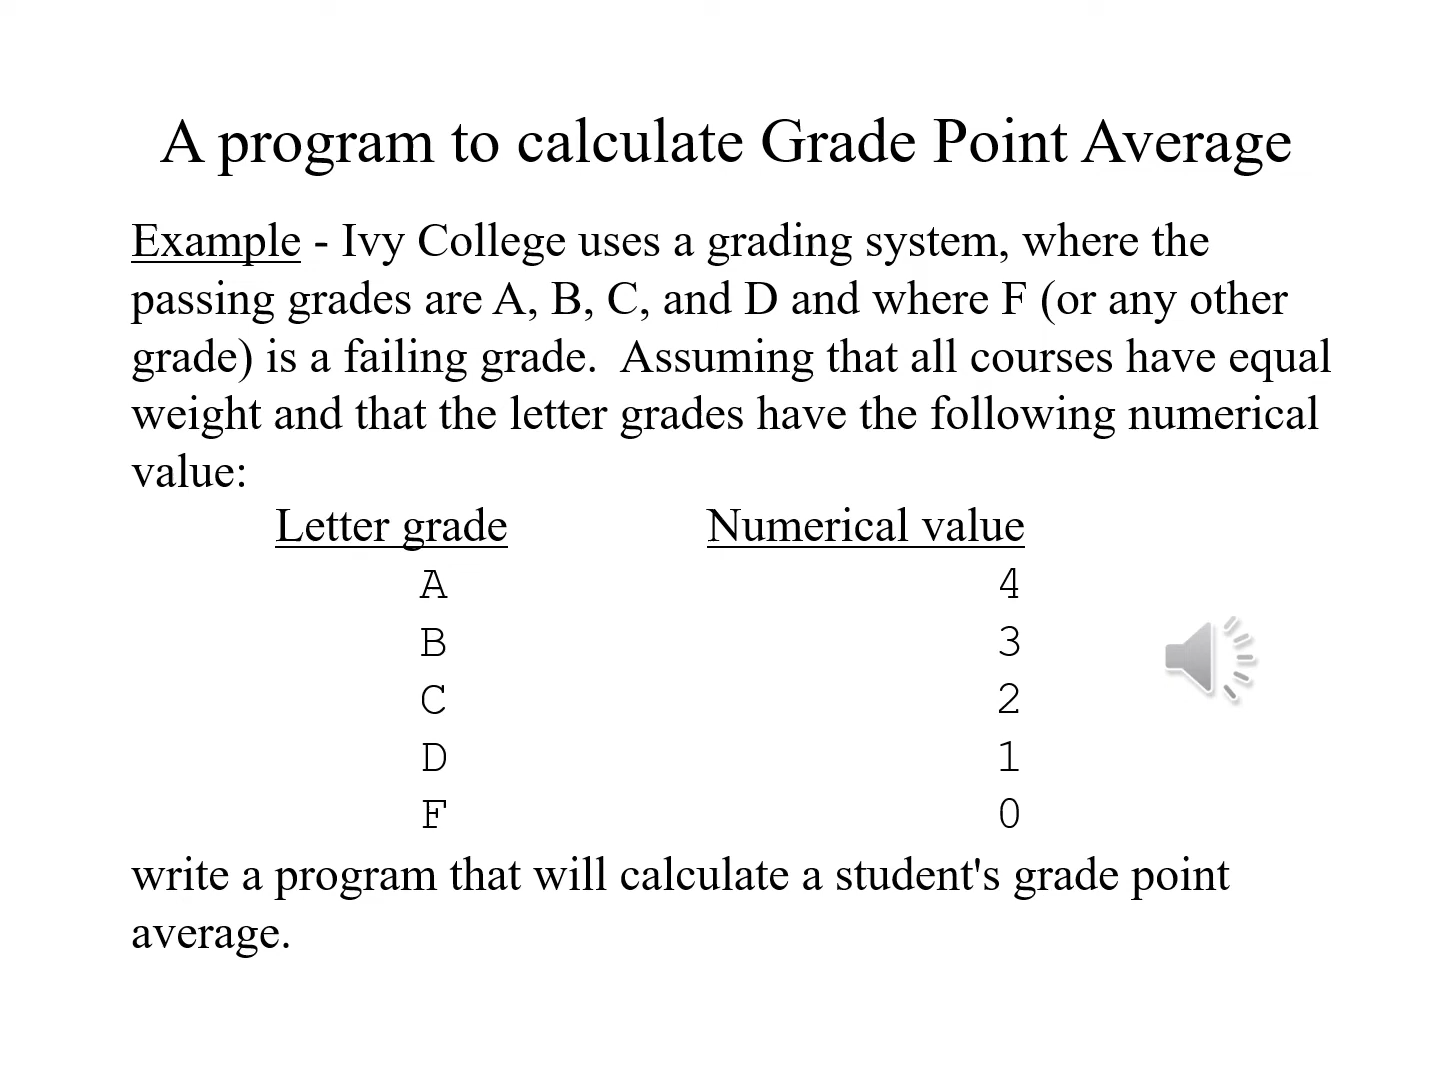 A program to calculate Grade Point Average
Example - Ivy College uses a grading system, where the
passing grades are A, B, C, and D and where F (or any other
grade) is a failing grade.  Assuming that all courses have equal
weight and that the letter grades have the following numerical
value:
Letter grade Numerical value
A 4
B 3
C 2
D 1
F 0
write a program that will calculate a student's grade point
average.